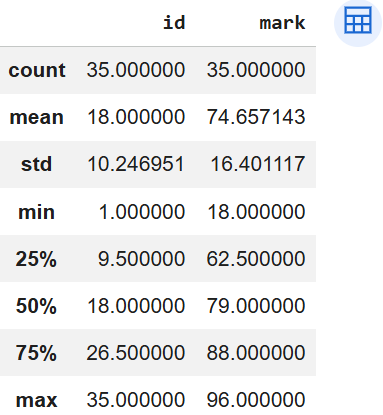 id mark
count 35.000000 35.000000
mean 18.000000 74.657143
std 10.246951 16.401117
min 1.000000 18.000000
25% 9.500000 62.500000
50% 18.000000 79.000000
75% 26.500000 88.000000
max 35.000000 96.000000